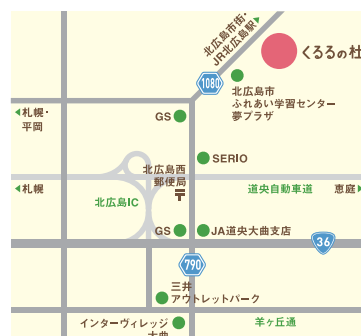 北広島市街・
JR北広島駅
くるるの杜
1080
北広島市
ふれあい学習センター
夢プラザ
札幌・
平岡
GS
SERIO
北広島西
郵便局
札幌
道央自動車道
恵庭
北広島IC
GS
JA道央大曲支店
36
790
三井
アウトレットパーク
羊ヶ丘通
インターヴィレッジ
大曲